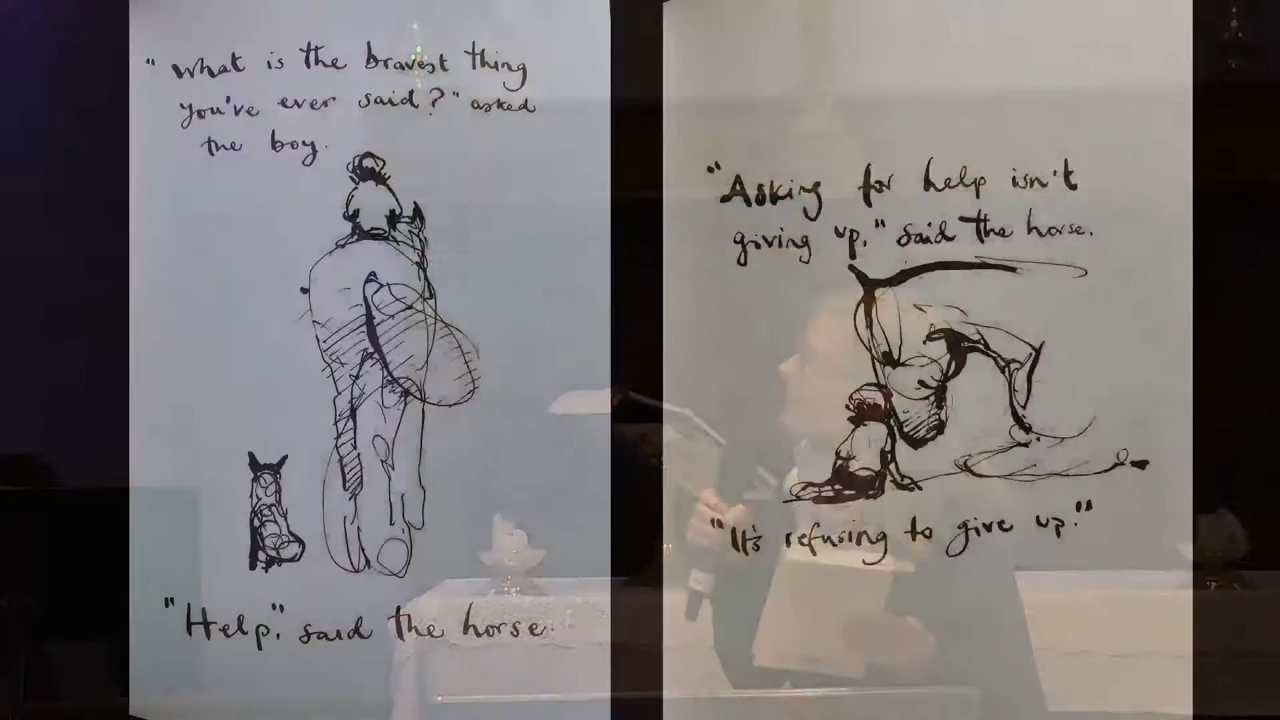 "What is the bravest thing
you've ever said?" asked
the boy.
"Help." said the horse.
"Asking for help isn't
giving up," said the horse.
"It's refusing to give up."